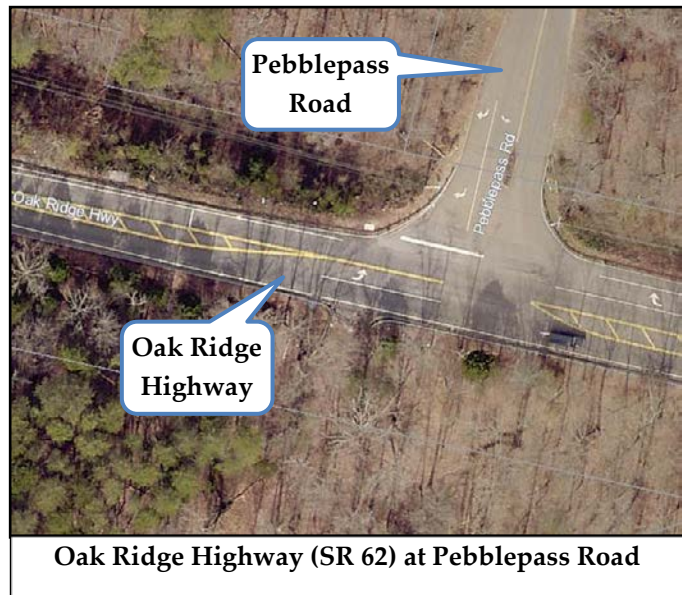 Pebblepass
Road
Pebblepass Rd
Oak Ridge Hwy
Oak Ridge
Highway
Oak Ridge Highway (SR 62) at Pebblepass Road